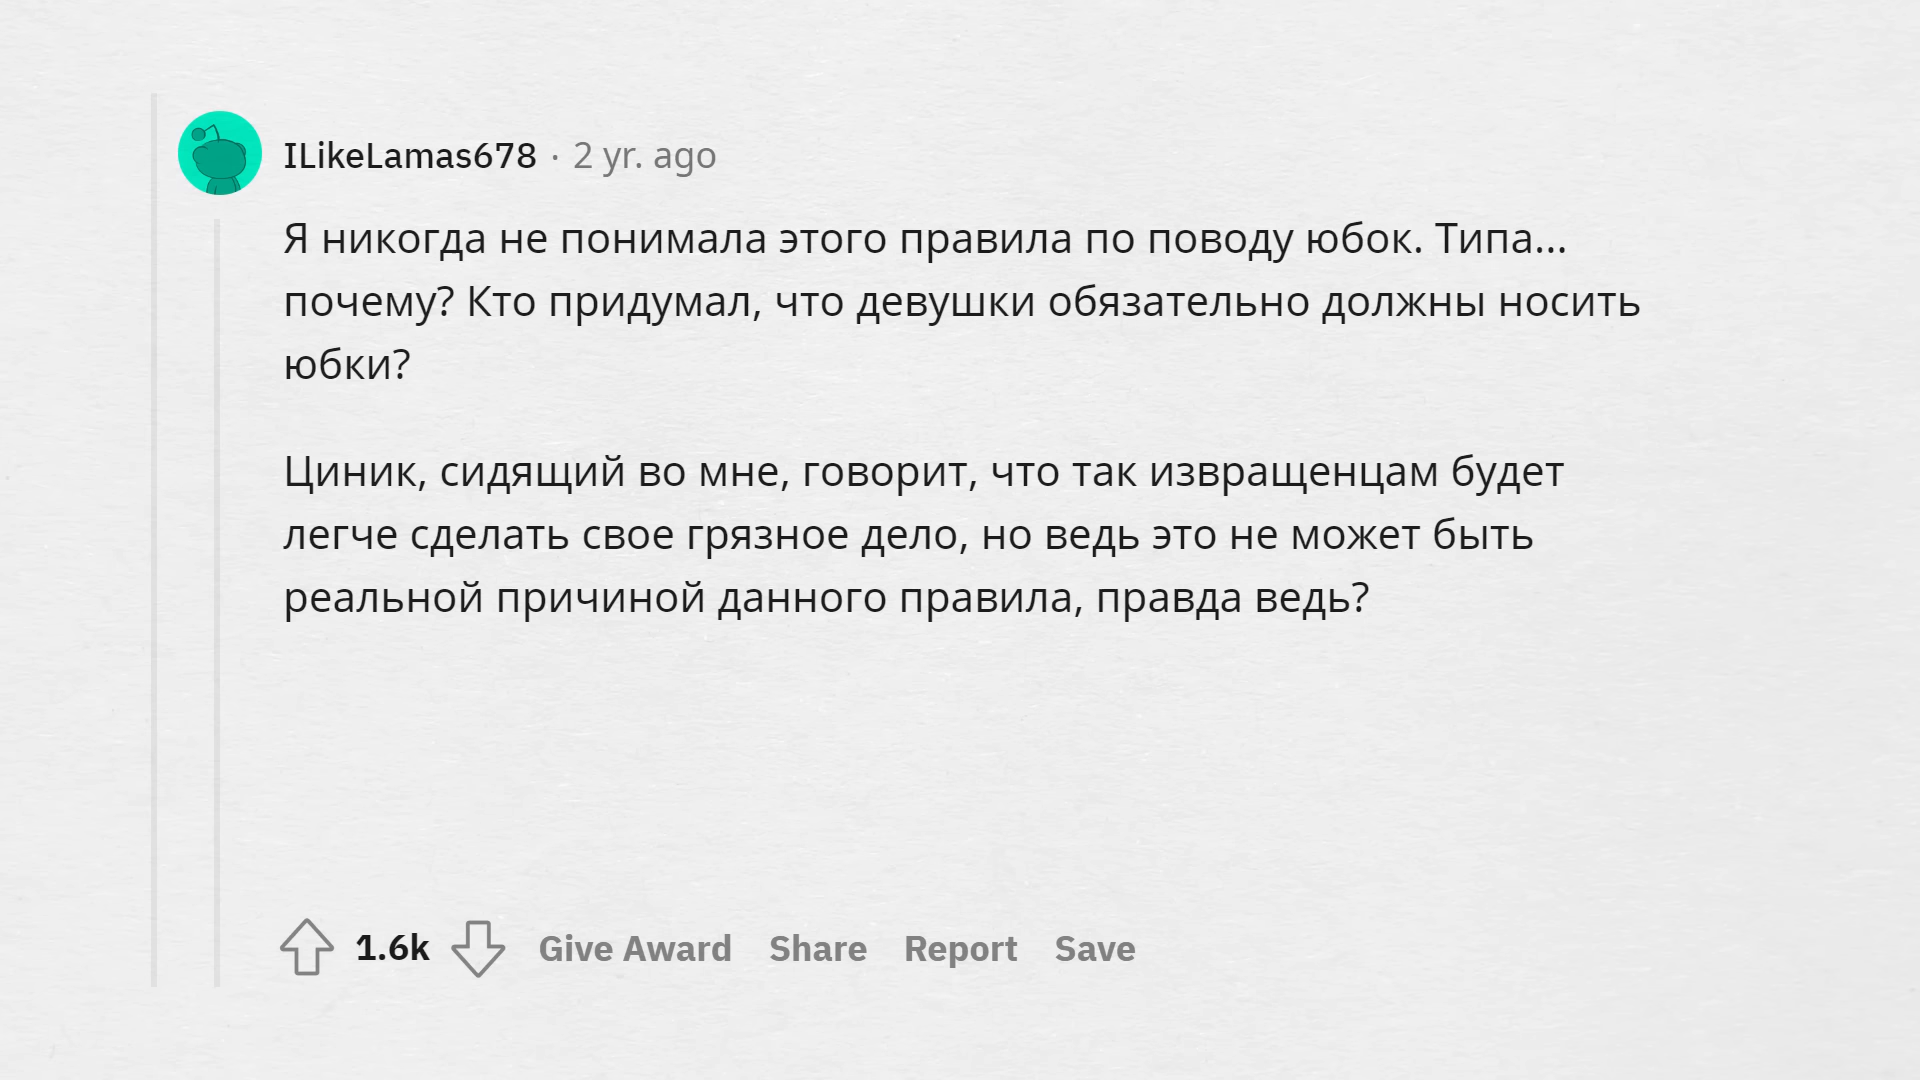 ILikeLamas678 · 2 yr. ago
Я никогда не понимала этого правила по поводу юбок. Типа...
почему? Кто придумал, что девушки обязательно должны носить
юбки?
Циник, сидящий во мне, говорит, что так извращенцам будет
легче сделать свое грязное дело, но ведь это не может быть
реальной причиной данного правила, правда ведь?
1.6k Give Award Share Report Save